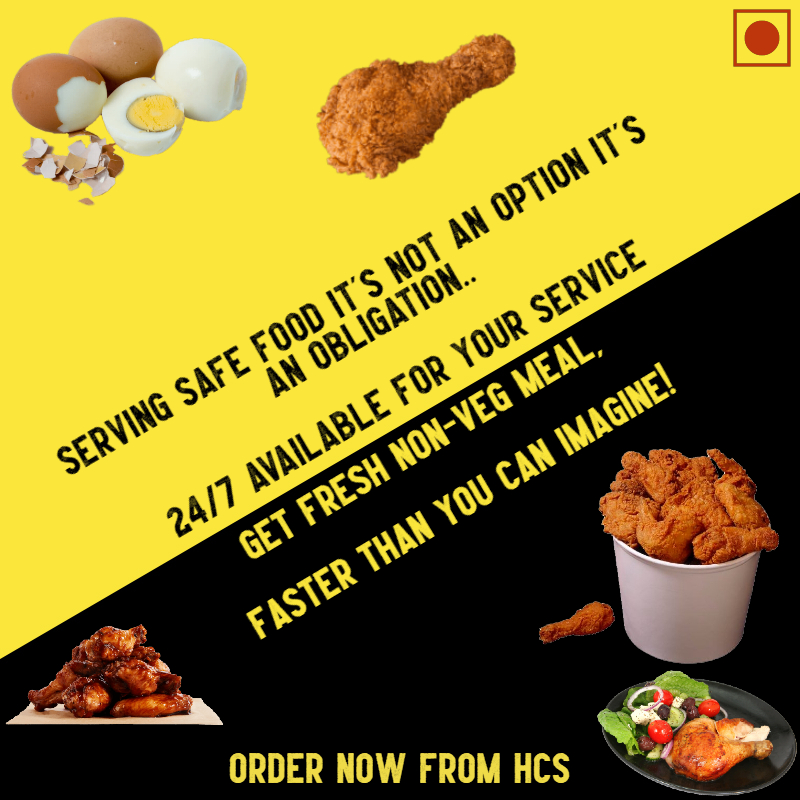 SERVING SAFE FOOD IT'S NOT AN OPTION IT'S
AN OBLIGATION..
24/7 AVAILABLE FOR YOUR SERVICE
GET FRESH NON-VEG MEAL,
FASTER THAN YOU CAN IMAGINE!
ORDER NOW FROM HCS